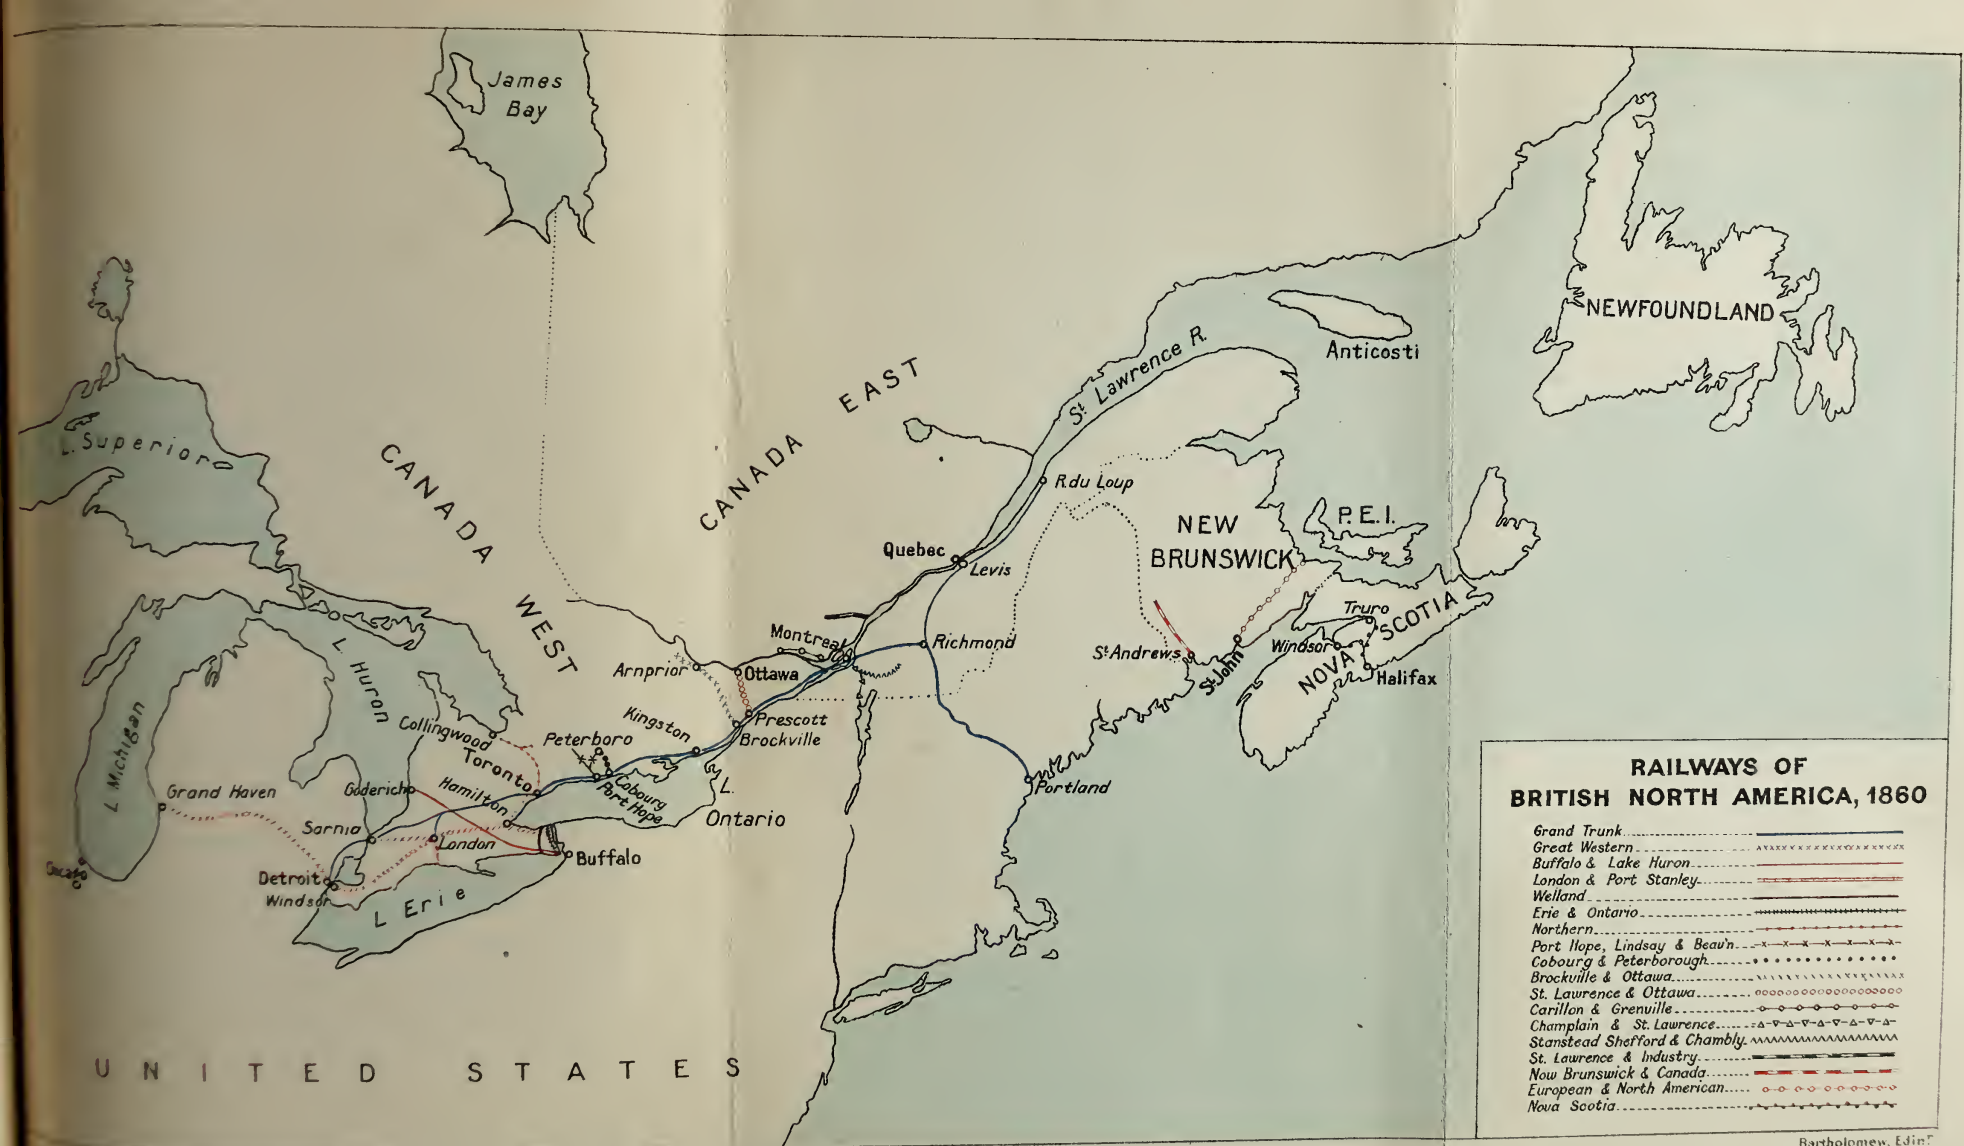 James
Bay
NEWFOUNDLAND
Anticosti
St. Lawrence R.
CANADA EAST
L. Superior
CANADA WEST
R.du Loup
P.E.I.
NEW
BRUNSWICK
Quebec
Levis
Truro
NOVA SCOTIA
Montreal
Richmond
St Andrews
Windsor
St John
Halifax
Arnprior
Ottawa
L Huron
Kingston
Prescott
Brockville
Collingwood
Peterboro
L Michigan
Toronto
Grand Haven
Goderich
Hamilton
Cobourg
Port Hope
L.
Ontario
Portland
Sarnia
London
Buffalo
Detroit
Windsor
L Erie
UNITED STATES
RAILWAYS OF
BRITISH NORTH AMERICA, 1860
Grand Trunk
Great Western
Buffalo & Lake Huron
London & Port Stanley
Welland
Erie & Ontario
Northern
Port Hope, Lindsay & Beau'n
Cobourg & Peterborough
Brockville & Ottawa
St. Lawrence & Ottawa
Carillon & Grenville
Champlain & St. Lawrence
Stanstead Shefford & Chambly
St. Lawrence & Industry
Now Brunswick & Canada
European & North American
Nova Scotia
Bartholomew, Edinr